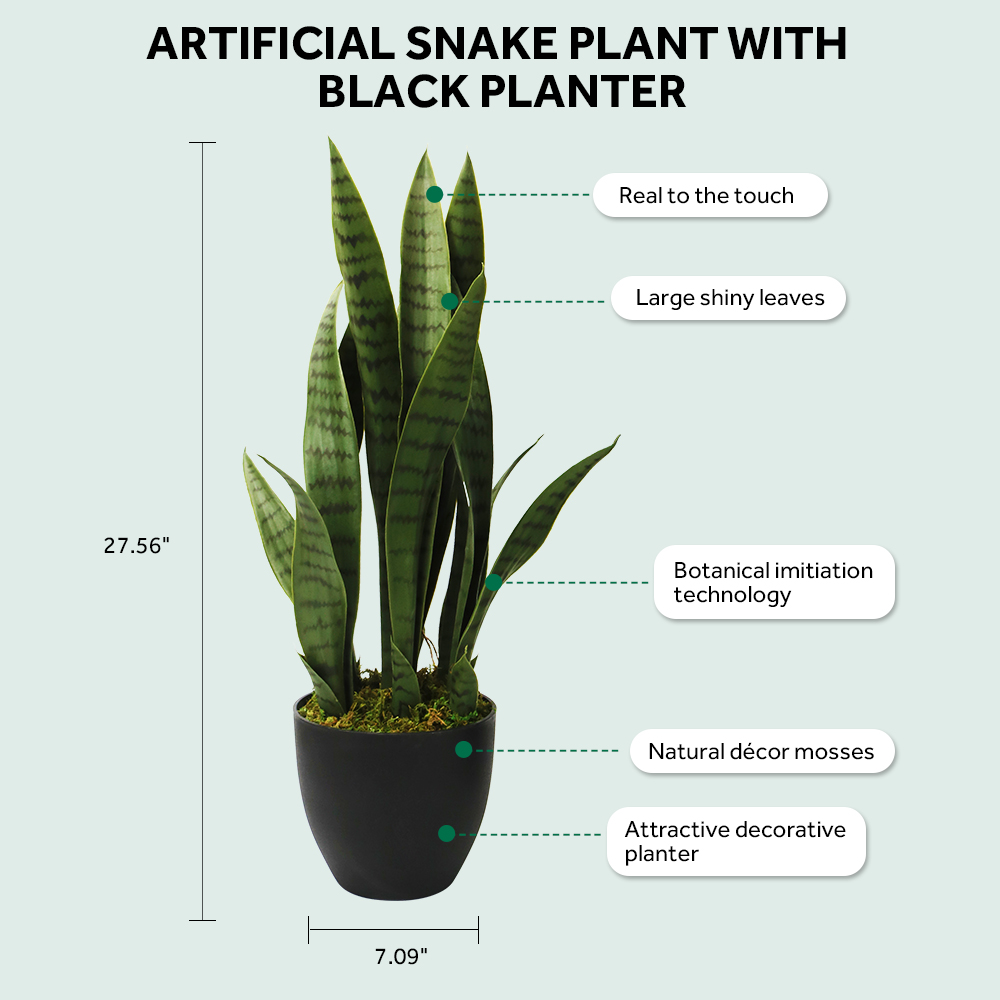 ARTIFICIAL SNAKE PLANT WITH
BLACK PLANTER
Real to the touch
Large shiny leaves
27.56"
Botanical imitiation
technology
Natural décor mosses
Attractive decorative
planter
7.09"